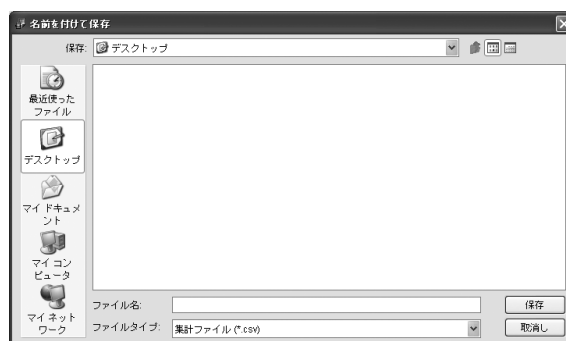 名前を付けて保存
保存:
デスクトップ
最近使った
ファイル
デスクトップ
マイ ドキュメ
ント
マイ コン
ピュータ
マイ ネット
ワーク
ファイル名:
保存
ファイルタイプ:
集計ファイル (*.csv)
取消し